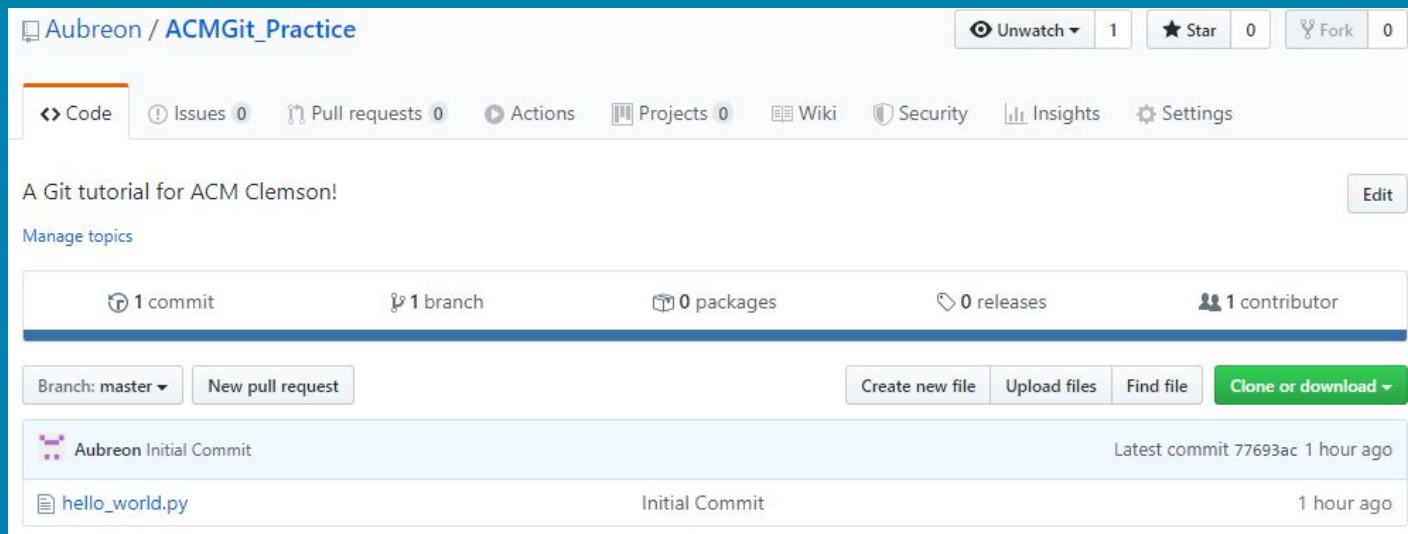 Aubreon / ACMGit_Practice Unwatch 1 Star 0 Fork 0
Code Issues 0 Pull requests 0 Actions Projects 0 Wiki Security Insights Settings
A Git tutorial for ACM Clemson! Edit
Manage topics
1 commit 1 branch 0 packages 0 releases 1 contributor
Branch: master New pull request Create new file Upload files Find file Clone or download
Aubreon Initial Commit Latest commit 77693ac 1 hour ago
hello_world.py Initial Commit 1 hour ago